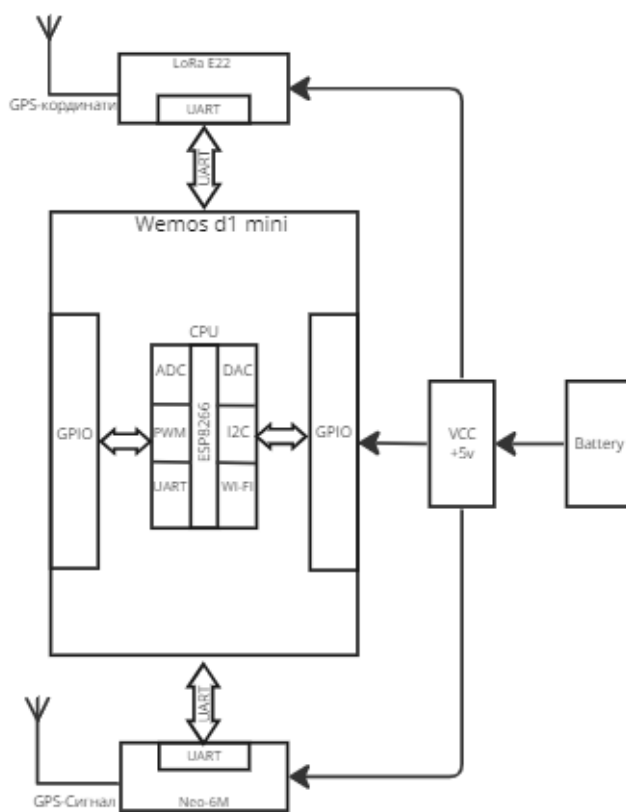 LoRa E22
UART
GPS-кординати
UART
Wemos d1 mini
CPU
ADC
DAC
GPIO
PWM
ESP8266
I2C
GPIO
UART
WI-FI
VCC
+5v
Battery
UART
UART
GPS-Сигнал
Neo-6M